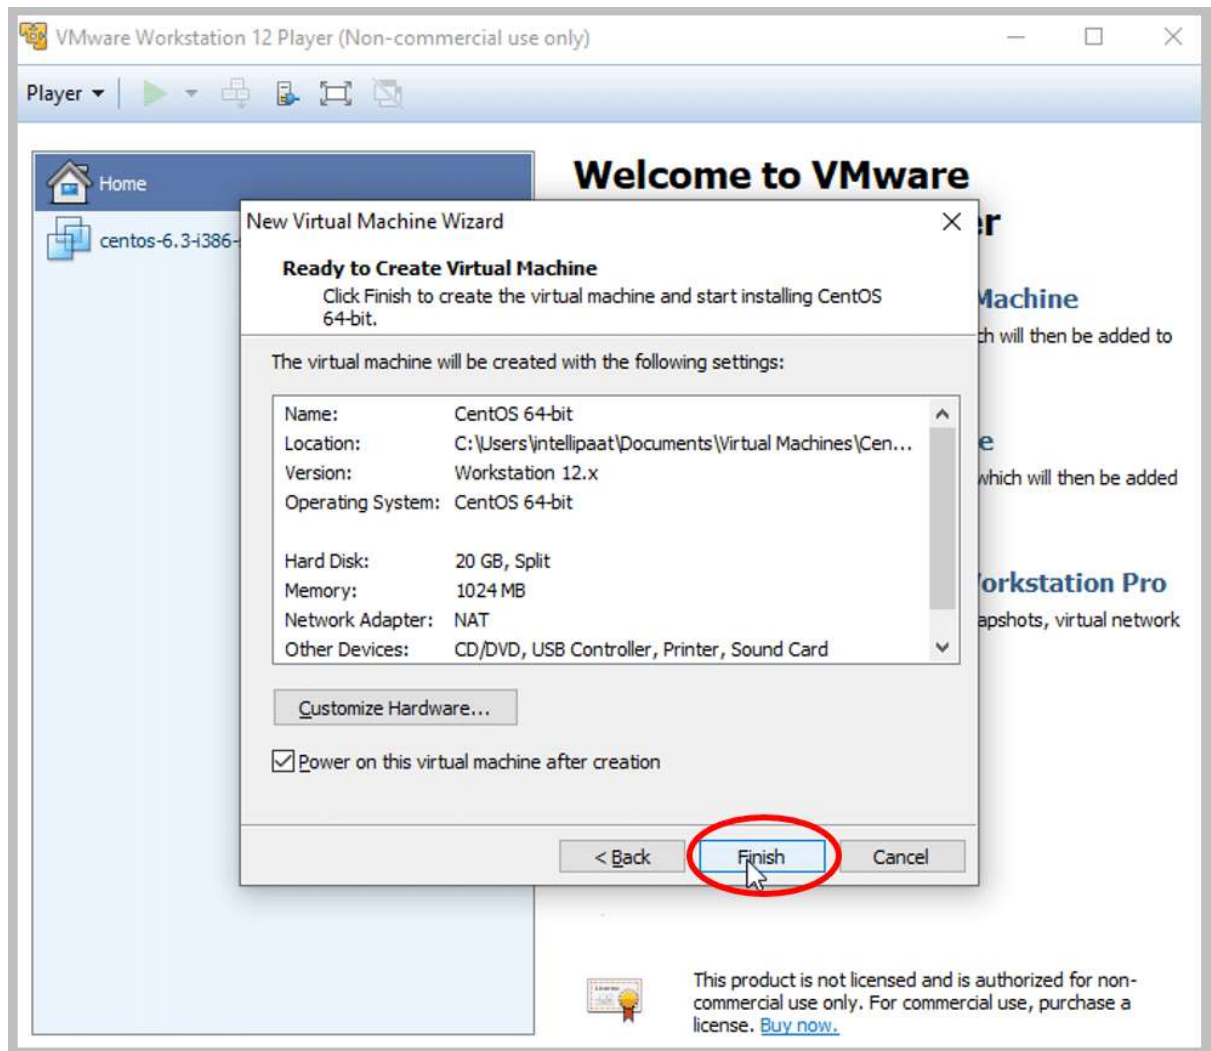 VMware Workstation 12 Player (Non-commercial use only)
Player
Home
centos-6.3-i386-
Welcome to VMware
er
Machine
ch will then be added to
e
which will then be added
Workstation Pro
apshots, virtual network
New Virtual Machine Wizard
Ready to Create Virtual Machine
Click Finish to create the virtual machine and start installing CentOS
64-bit.
The virtual machine will be created with the following settings:
Name: CentOS 64-bit
Location: C:\Users\intellipaat\Documents\Virtual Machines\Cen...
Version: Workstation 12.x
Operating System: CentOS 64-bit
Hard Disk: 20 GB, Split
Memory: 1024 MB
Network Adapter: NAT
Other Devices: CD/DVD, USB Controller, Printer, Sound Card
Customize Hardware...
Power on this virtual machine after creation
< Back Finish Cancel
This product is not licensed and is authorized for non-
commercial use only. For commercial use, purchase a
license. Buy now.